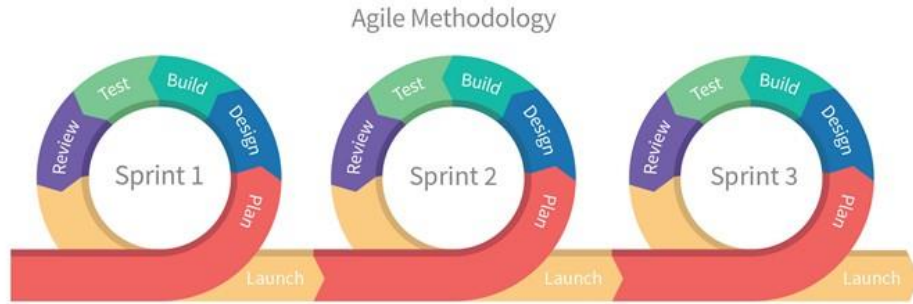 Agile Methodology
Plan
Design
Build
Test
Review
Sprint 1
Launch
Plan
Design
Build
Test
Review
Sprint 2
Launch
Plan
Design
Build
Test
Review
Sprint 3
Launch